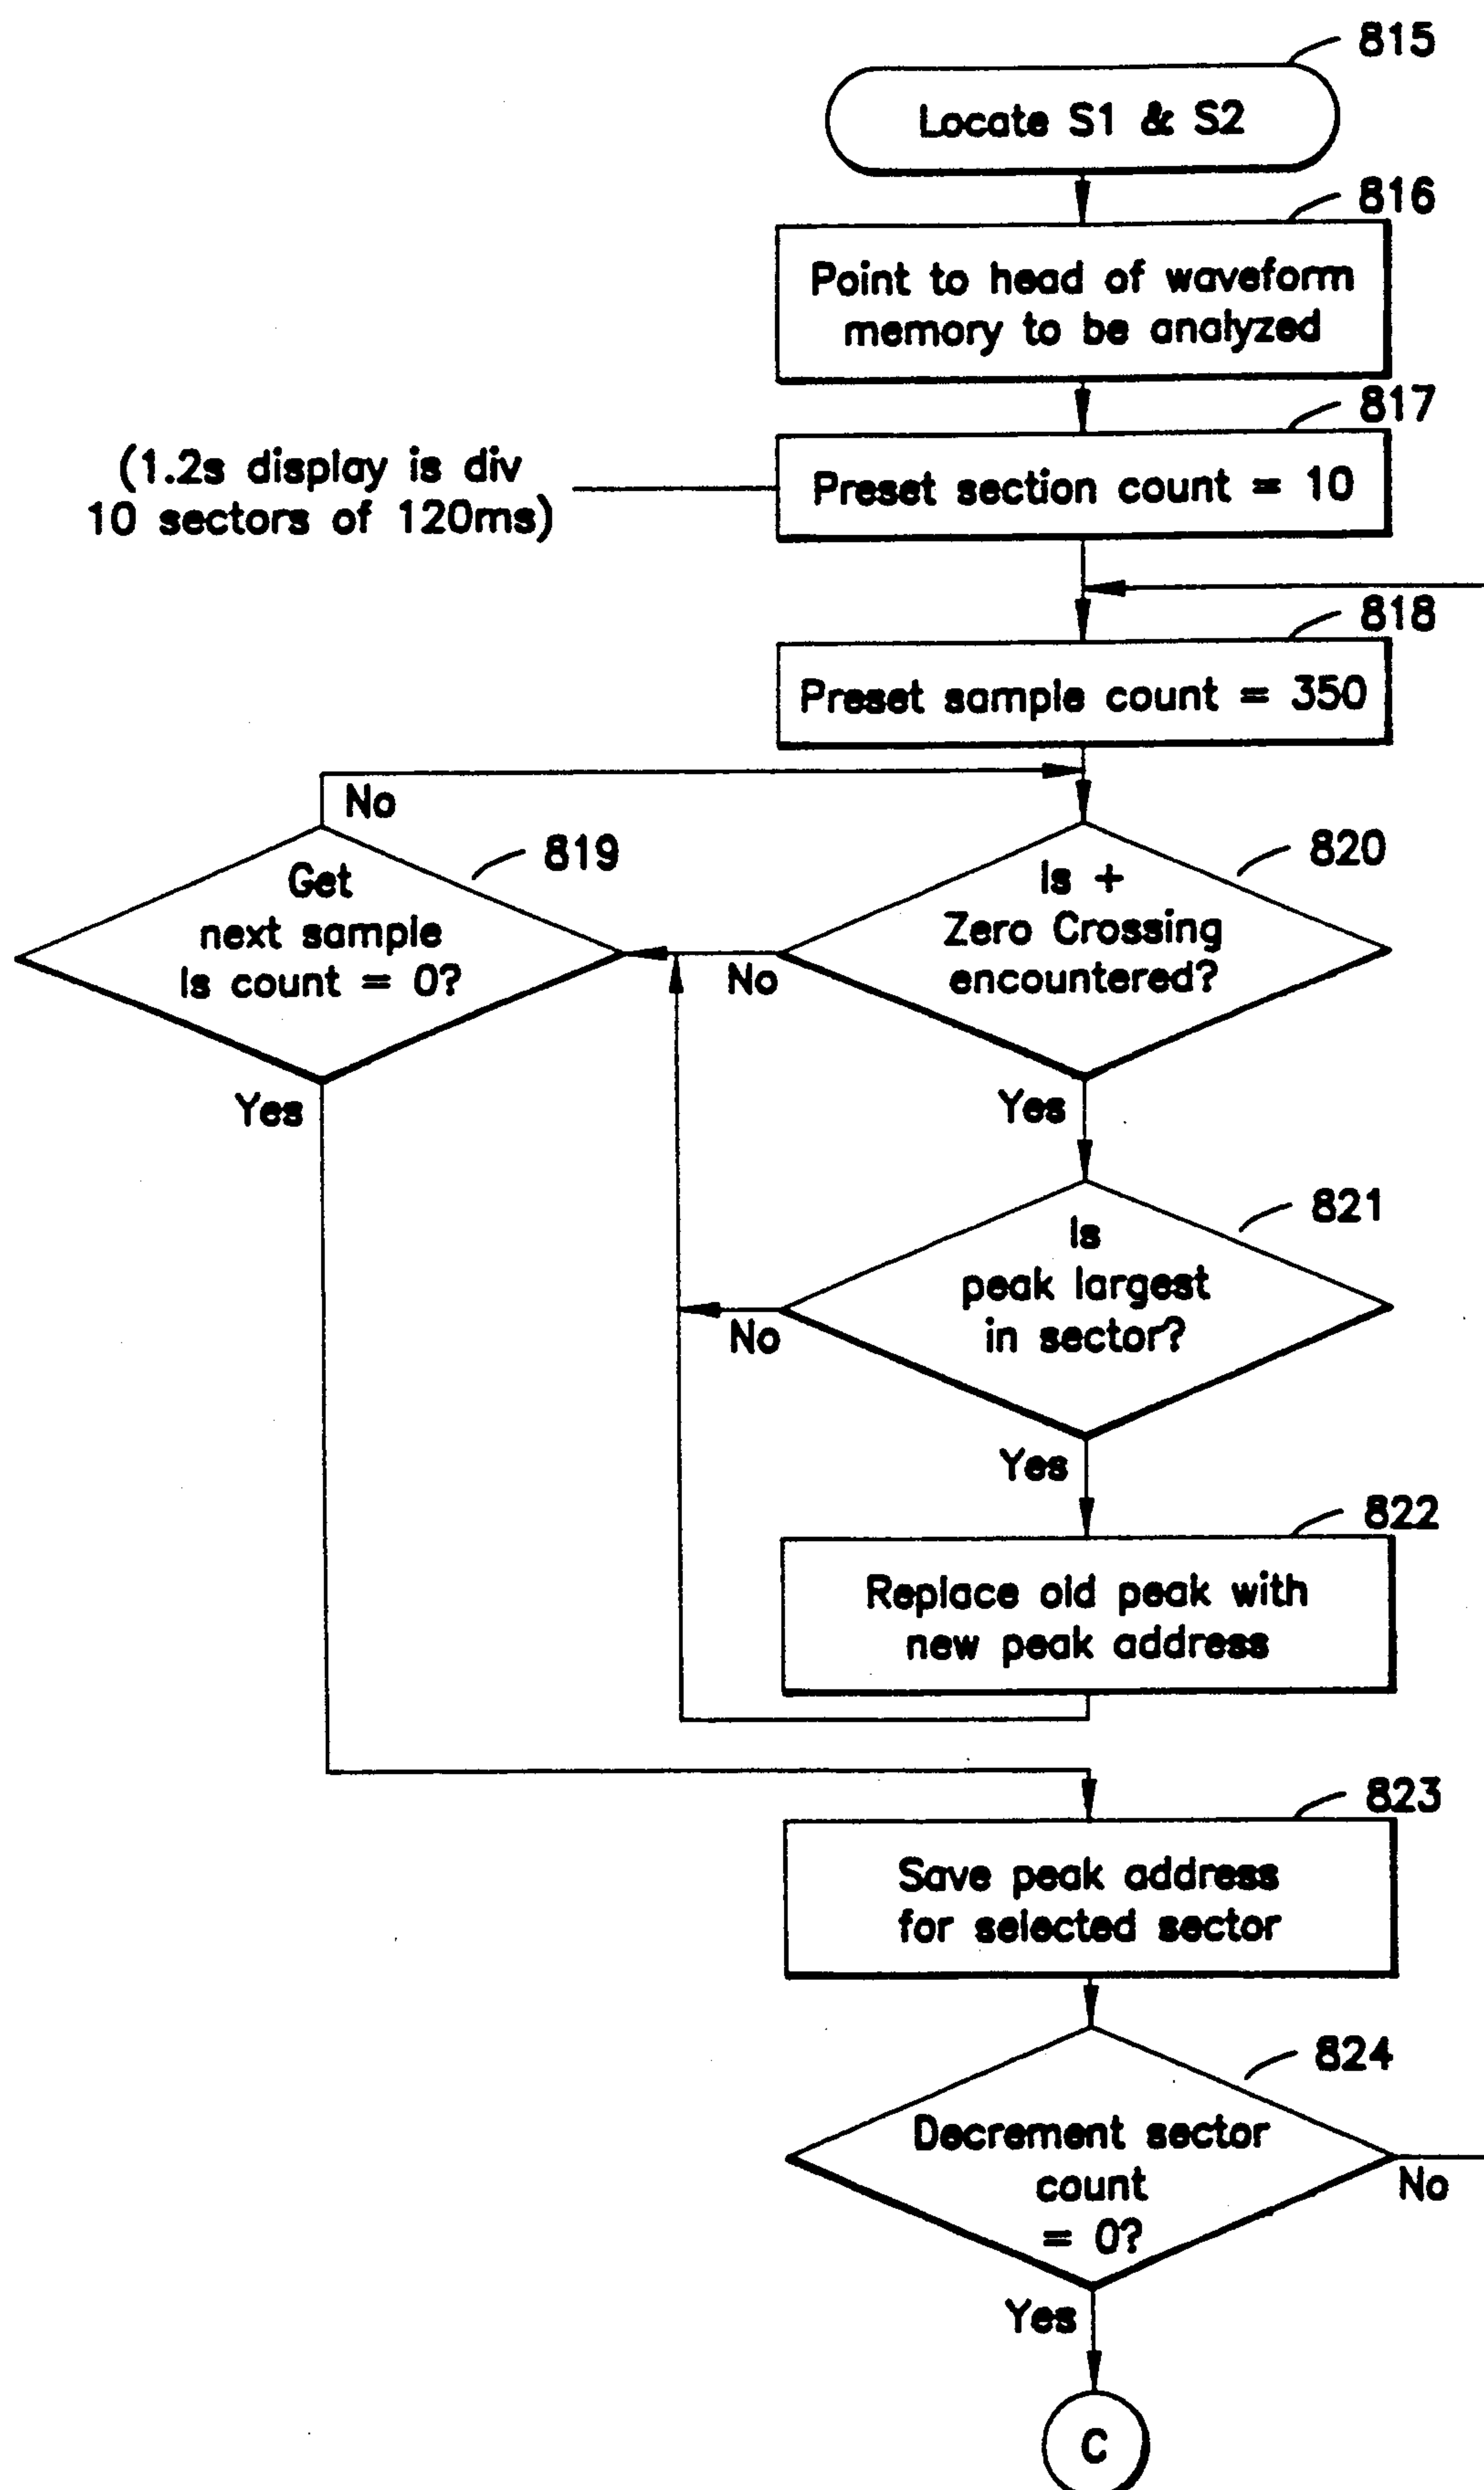 815
Locate S1 & S2
816
Point to head of waveform
memory to be analyzed
817
(1.2s display is div
10 sectors of 120ms)
Preset section count = 10
818
Preset sample count = 350
No
819
Get
next sample
Is count = 0?
Yes
820
Is +
Zero Crossing
encountered?
No
Yes
821
Is
peak largest
in sector?
No
Yes
822
Replace old peak with
new peak address
823
Save peak address
for selected sector
824
Decrement sector
count
= 0?
No
Yes
C